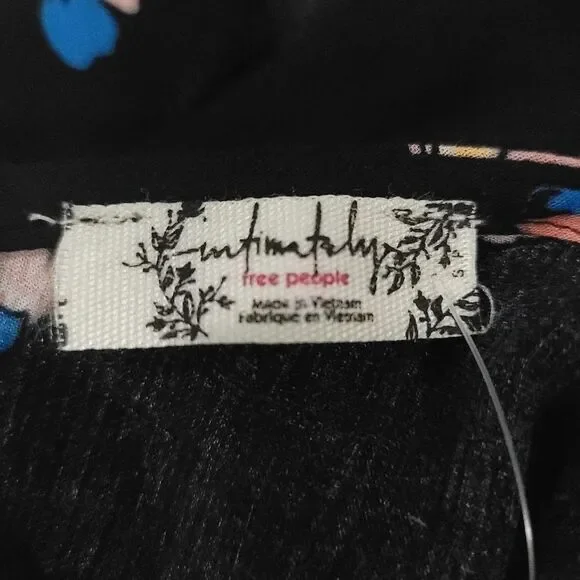 intimately
free people
Made in Vietnam
Fabriqué en Vietnam
S P